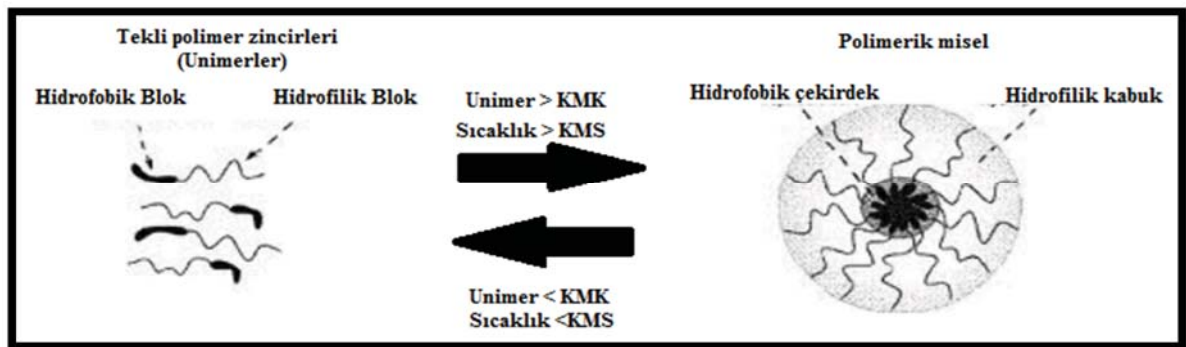 Tekli polimer zincirleri
(Unimerler)
Hidrofobik Blok
Hidrofilik Blok
Unimer > KMK
Sıcaklık > KMS
Unimer < KMK
Sıcaklık <KMS
Polimerik misel
Hidrofobik çekirdek
Hidrofilik kabuk